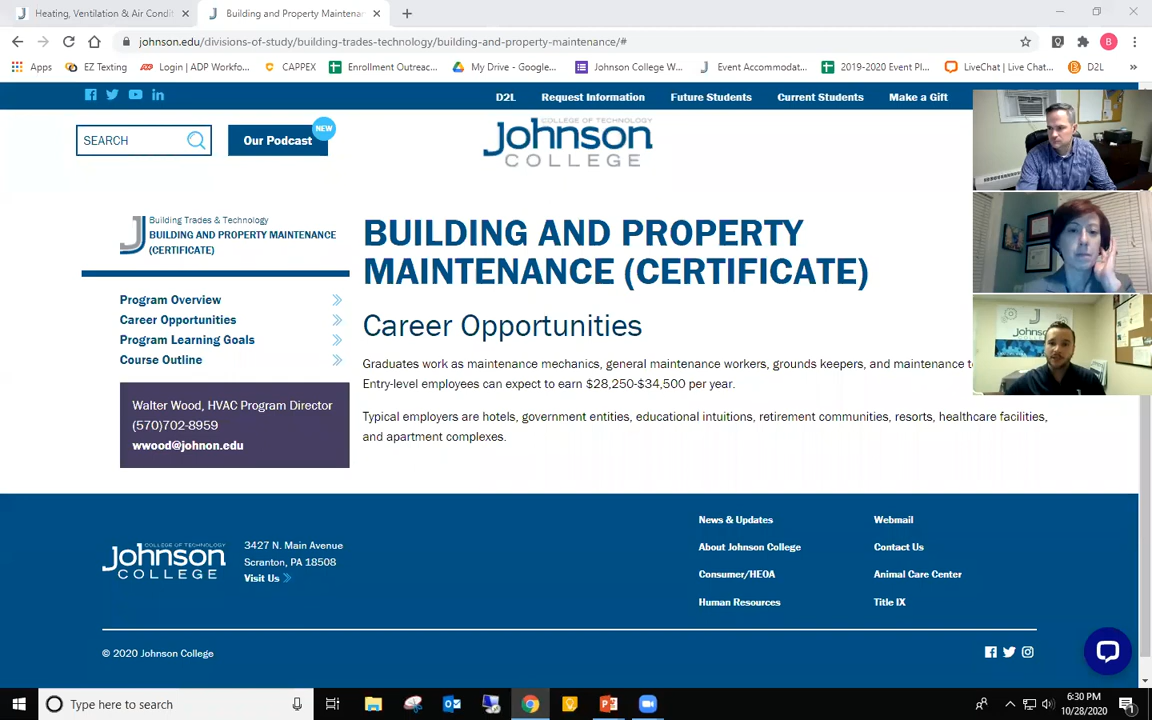 Heating, Ventilation & Air Condit
Building and Property Maintenan
johnson.edu/divisions-of-study/building-trades-technology/building-and-property-maintenance/#
B
Apps
EZ Texting
Login | ADP Workfo...
CAPPEX
Enrollment Outreac...
My Drive - Google...
Johnson College W...
Event Accommodat...
2019-2020 Event Pl...
LiveChat | Live Chat...
D2L
D2L
Request Information
Future Students
Current Students
Make a Gift
SEARCH
Our Podcast
NEW
COLLEGE OF TECHNOLOGY
Johnson
COLLEGE
Building Trades & Technology
BUILDING AND PROPERTY MAINTENANCE
(CERTIFICATE)
Program Overview
Career Opportunities
Program Learning Goals
Course Outline
Walter Wood, HVAC Program Director
(570)702-8959
wwood@johnon.edu
BUILDING AND PROPERTY
MAINTENANCE (CERTIFICATE)
Career Opportunities
Graduates work as maintenance mechanics, general maintenance workers, grounds keepers, and maintenance
Entry-level employees can expect to earn $28,250-$34,500 per year.
Typical employers are hotels, government entities, educational intuitions, retirement communities, resorts, healthcare facilities,
and apartment complexes.
COLLEGE OF TECHNOLOGY
Johnson
COLLEGE
3427 N. Main Avenue
Scranton, PA 18508
Visit Us
News & Updates
About Johnson College
Consumer/HEOA
Human Resources
Webmail
Contact Us
Animal Care Center
Title IX
© 2020 Johnson College
Type here to search
6:30 PM
10/28/2020
1